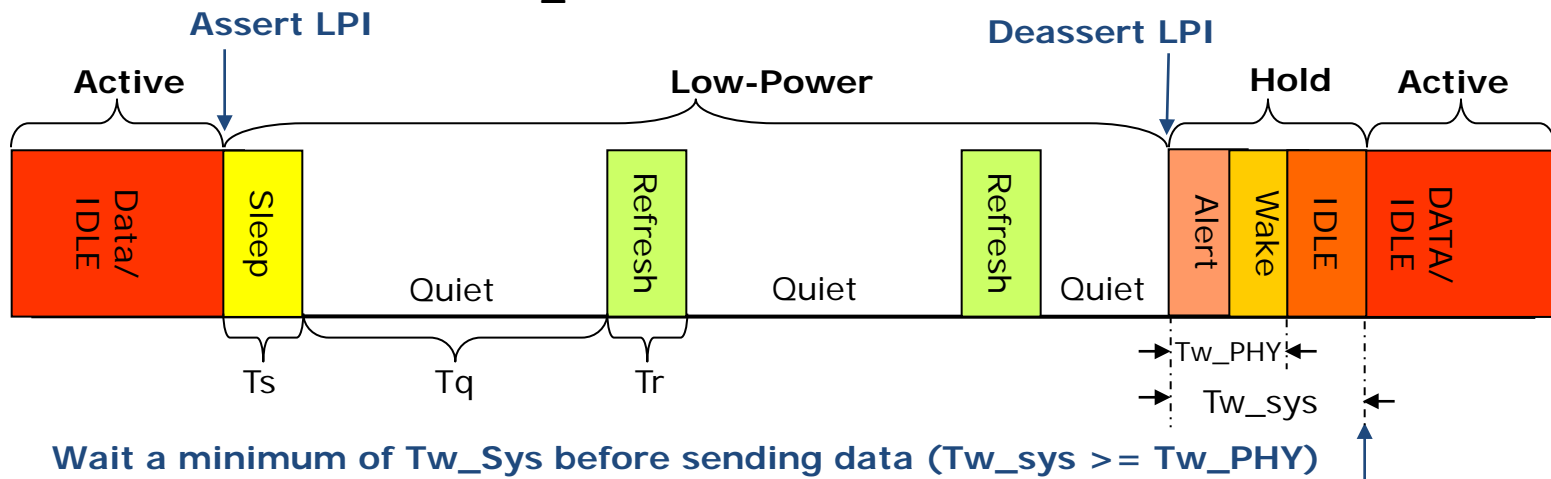 Assert LPI
Deassert LPI
Active
Low-Power
Hold
Active
Data/
IDLE
Sleep
Quiet
Refresh
Quiet
Refresh
Quiet
Alert
Wake
IDLE
DATA/
IDLE
Ts
Tq
Tr
Tw_PHY
Tw_sys
Wait a minimum of Tw_Sys before sending data (Tw_sys >= Tw_PHY)